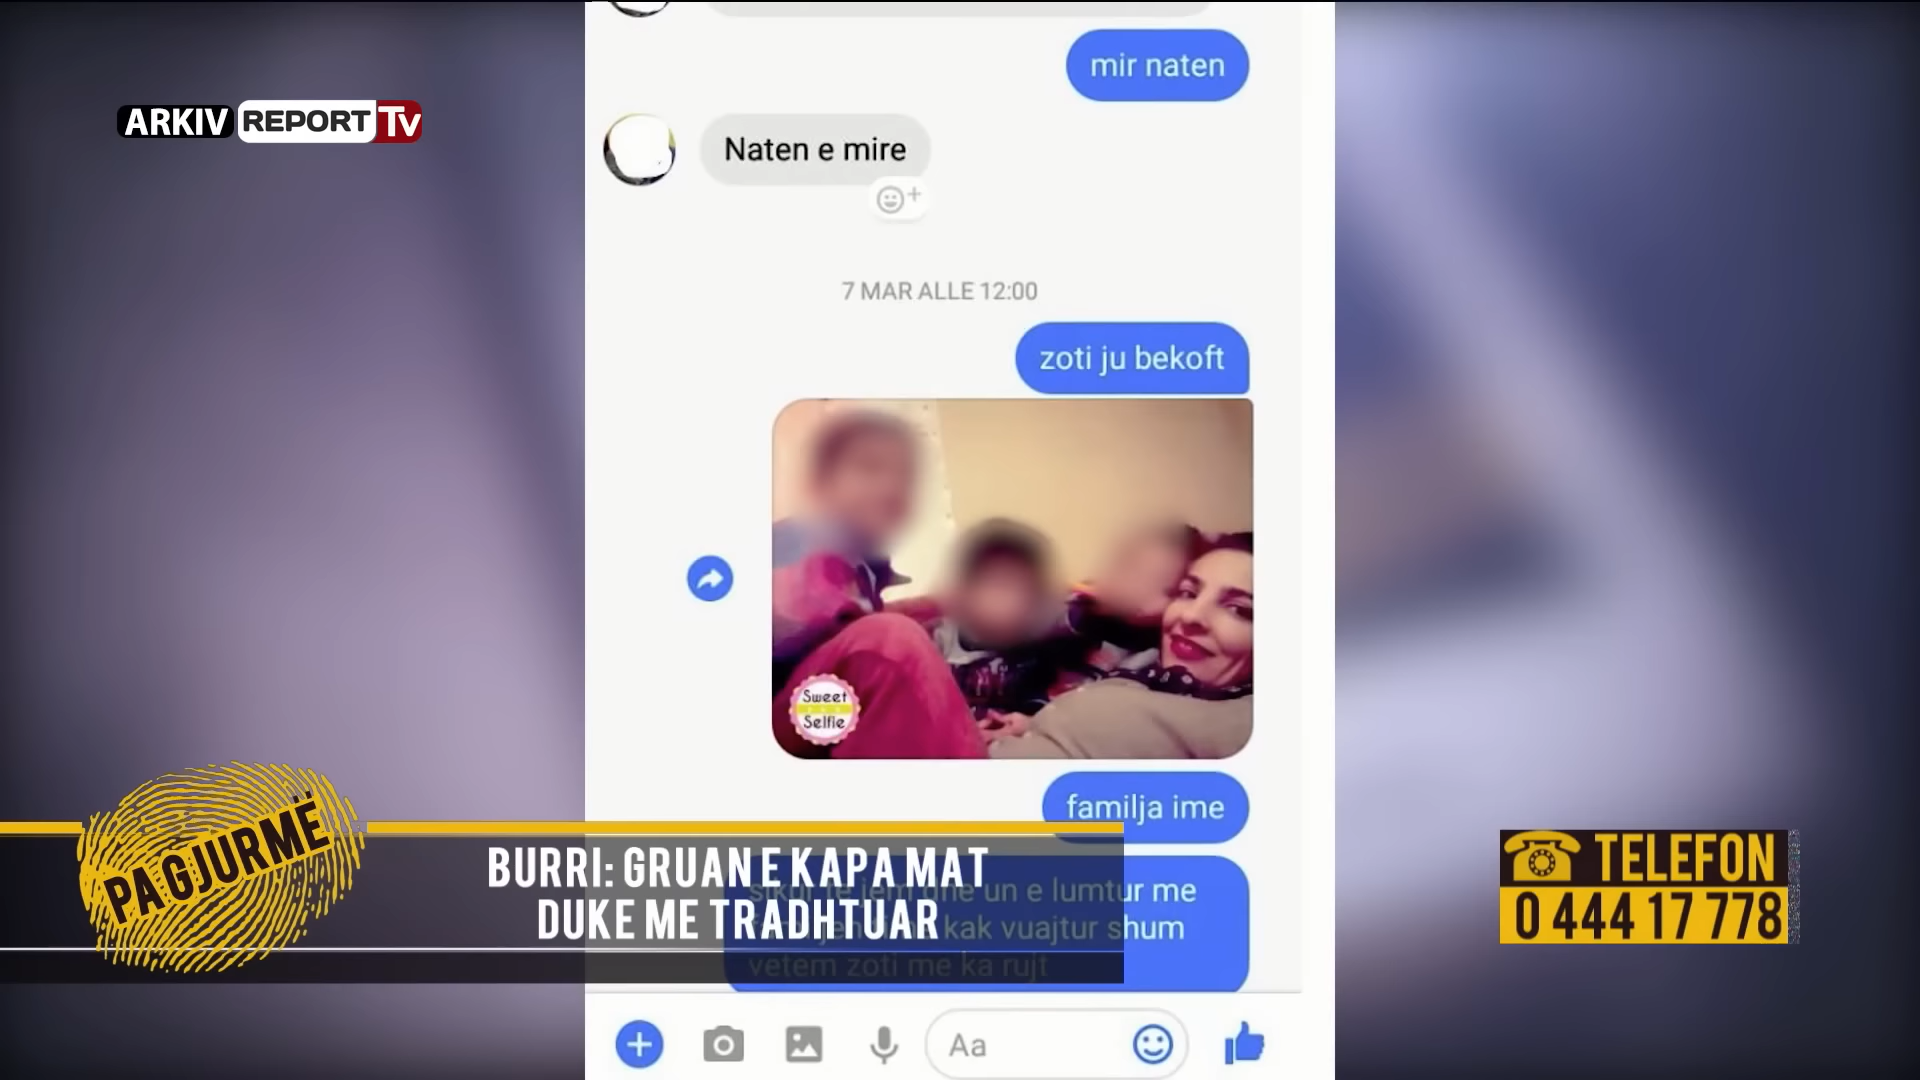 ARKIV REPORT Tv
mir naten
Naten e mire
7 MAR ALLE 12:00
zoti ju bekoft
Sweet
Selfie
familja ime
un e lumtur me
kak vuajtur shum
vetem zoti me ka rujt
PA GJURMË
BURRI: GRUAN E KAPA MAT
DUKE ME TRADHTUAR
TELEFON
0 444 17 778
Aa